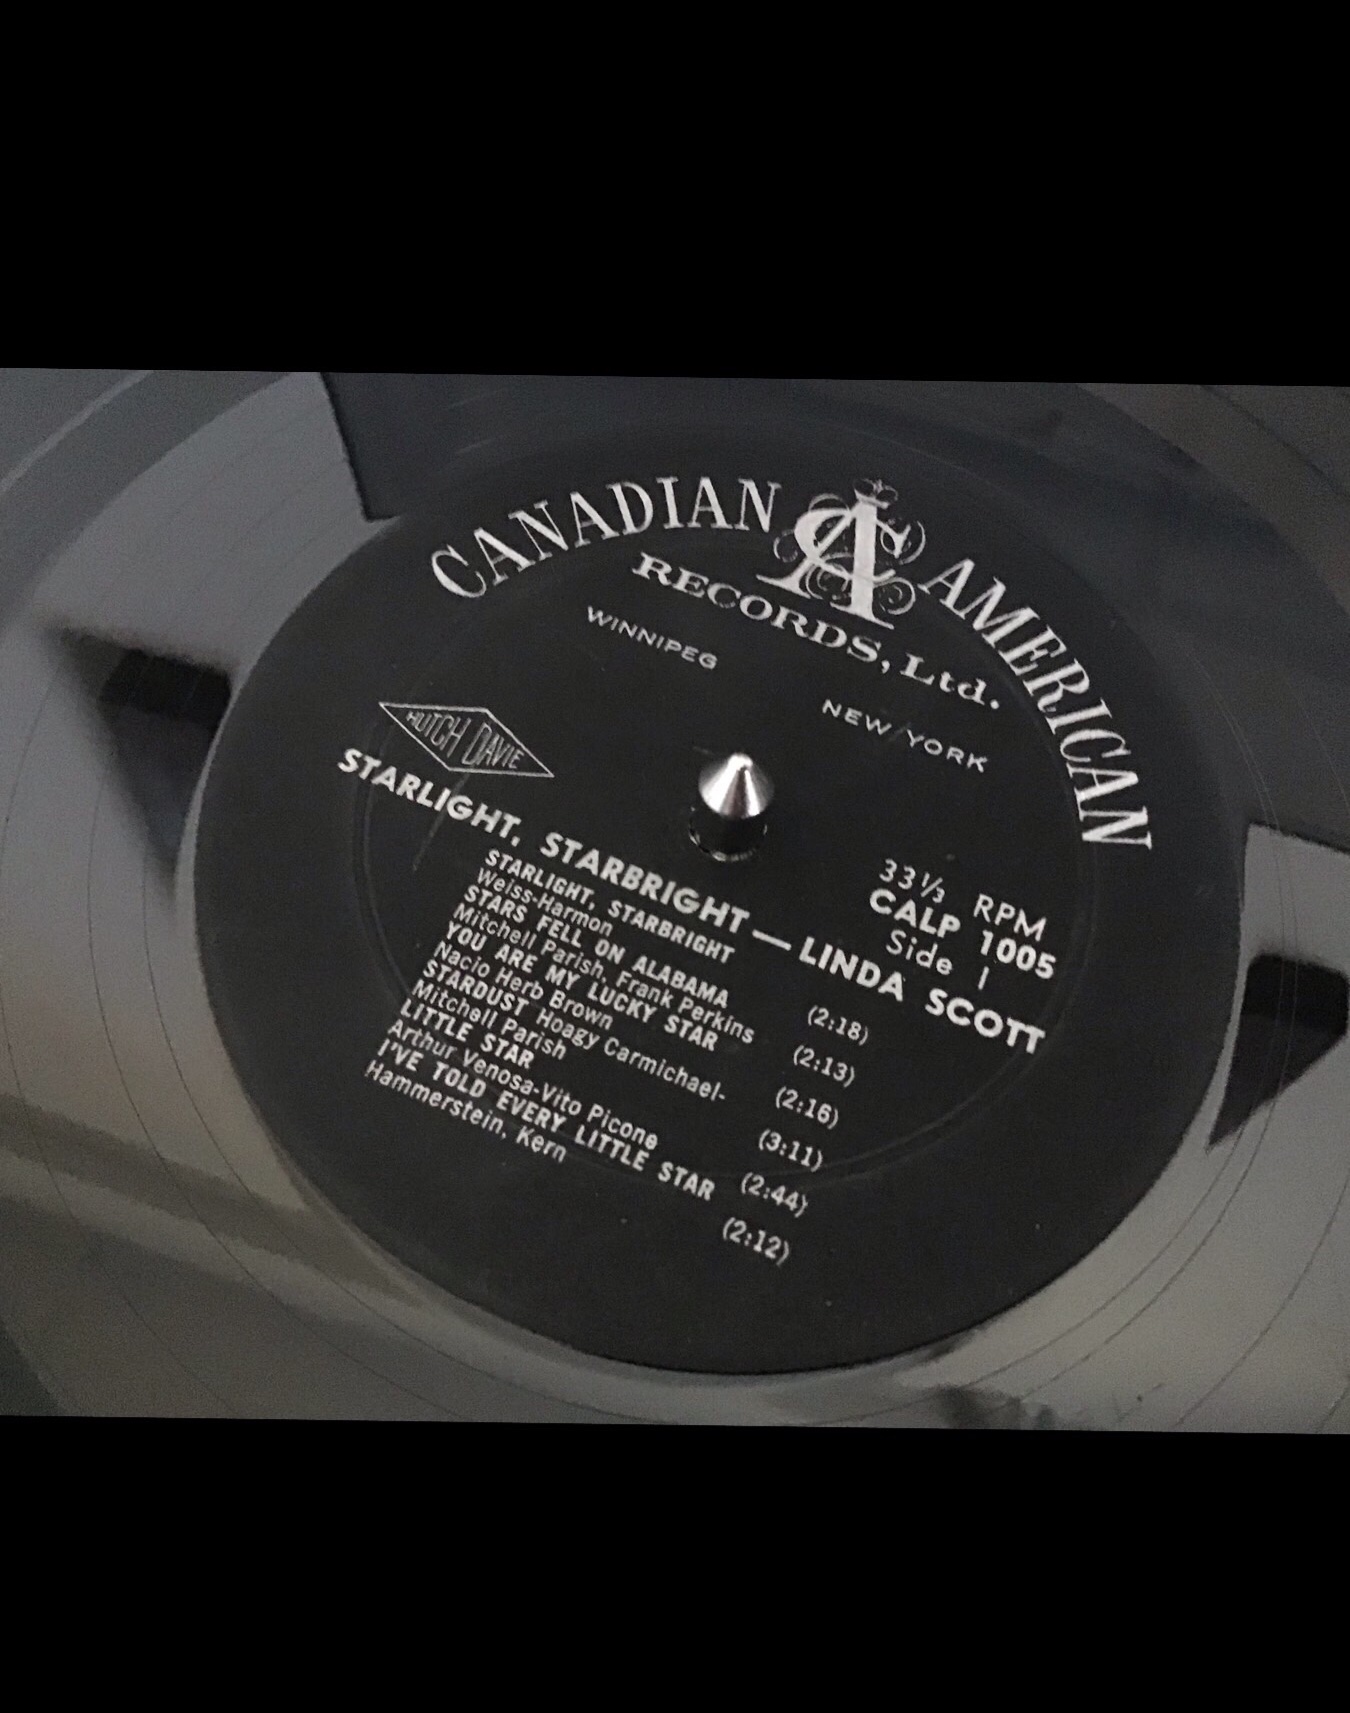 CANADIAN CA AMERICAN
RECORDS, Ltd.
WINNIPEG NEW YORK
HUTCH DAVIE
33⅓ RPM
CALP 1005
Side 1
STARLIGHT, STARBRIGHT — LINDA SCOTT
STARLIGHT, STARBRIGHT
Weiss-Harmon (2:18)
STARS FELL ON ALABAMA
Mitchell Parish, Frank Perkins (2:13)
YOU ARE MY LUCKY STAR
Nacio Herb Brown (2:16)
STARDUST Hoagy Carmichael-
Mitchell Parish (3:11)
LITTLE STAR
Arthur Venosa-Vito Picone (2:44)
I'VE TOLD EVERY LITTLE STAR
Hammerstein, Kern (2:12)